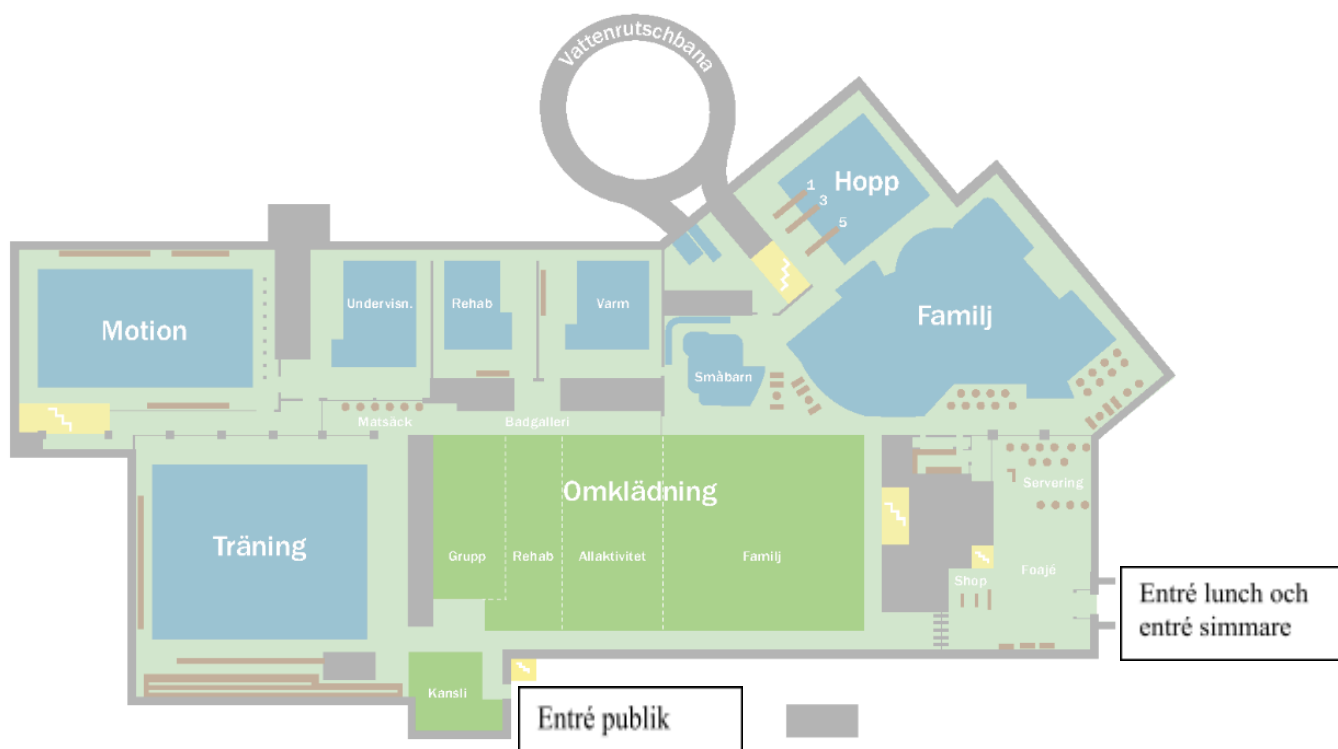 Vattenrutschbana
Hopp
1
3
5
Familj
Motion
Undervisn.
Rehab
Varm
Småbarn
Matsäck
Badgalleri
Omklädning
Servering
Träning
Grupp
Rehab
Allaktivitet
Familj
Shop
Foajé
Entré lunch och
entré simmare
Kansli
Entré publik